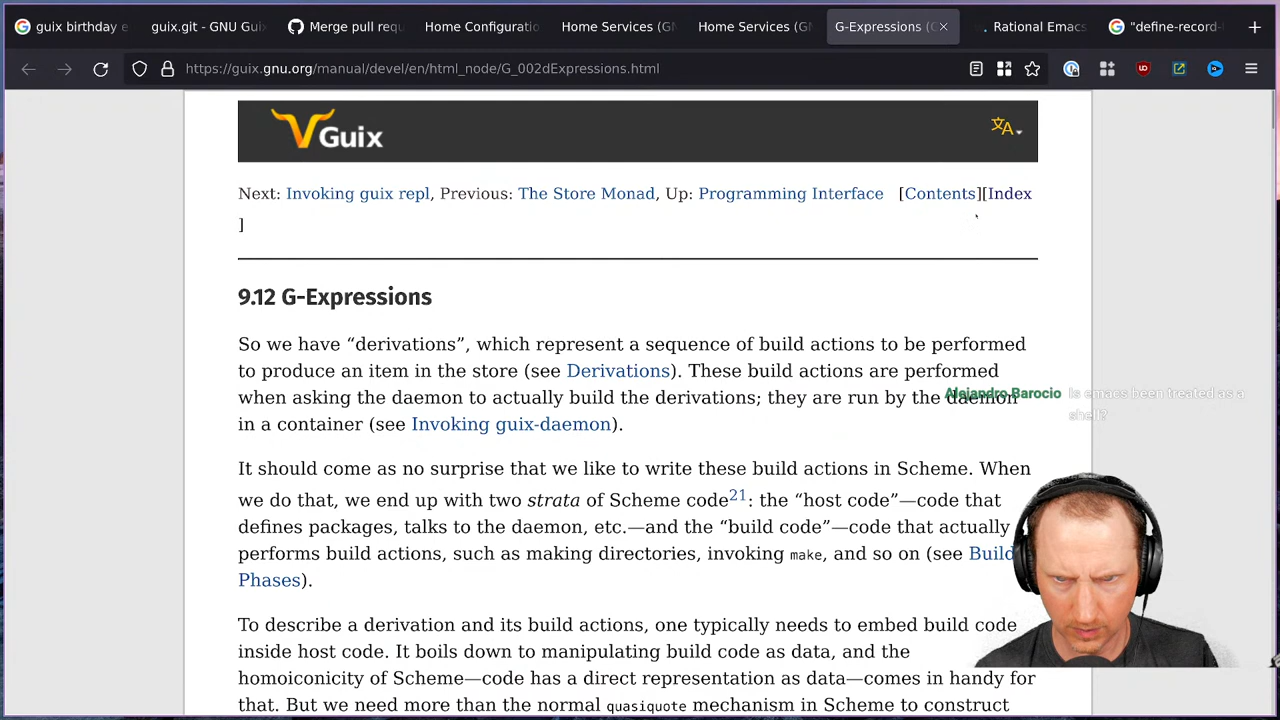 guix birthday e
guix.git - GNU Gui
Merge pull requ
Home Configuratio
Home Services (GN
Home Services (GN
G-Expressions (
Rational Emacs
"define-record-
https://guix.gnu.org/manual/devel/en/html_node/G_002dExpressions.html
Guix
Next: Invoking guix repl, Previous: The Store Monad, Up: Programming Interface [Contents][Index
]
9.12 G-Expressions
So we have “derivations”, which represent a sequence of build actions to be performed
to produce an item in the store (see Derivations). These build actions are performed
when asking the daemon to actually build the derivations; they are run by the daemon
in a container (see Invoking guix-daemon).
Alejandro Barocio Is emacs been treated as a
shell?
It should come as no surprise that we like to write these build actions in Scheme. When
we do that, we end up with two strata of Scheme code21: the “host code”—code that
defines packages, talks to the daemon, etc.—and the “build code”—code that actually
performs build actions, such as making directories, invoking make, and so on (see Build
Phases).
To describe a derivation and its build actions, one typically needs to embed build code
inside host code. It boils down to manipulating build code as data, and the
homoiconicity of Scheme—code has a direct representation as data—comes in handy for
that. But we need more than the normal quasiquote mechanism in Scheme to construct